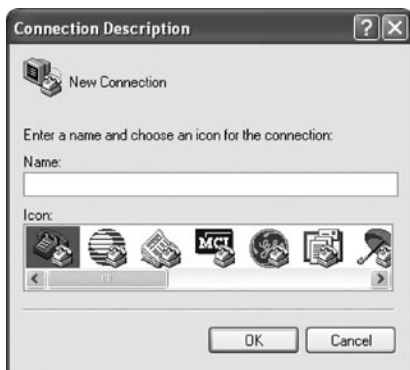 Connection Description
New Connection
Enter a name and choose an icon for the connection:
Name:
Icon:
MCI
OK Cancel